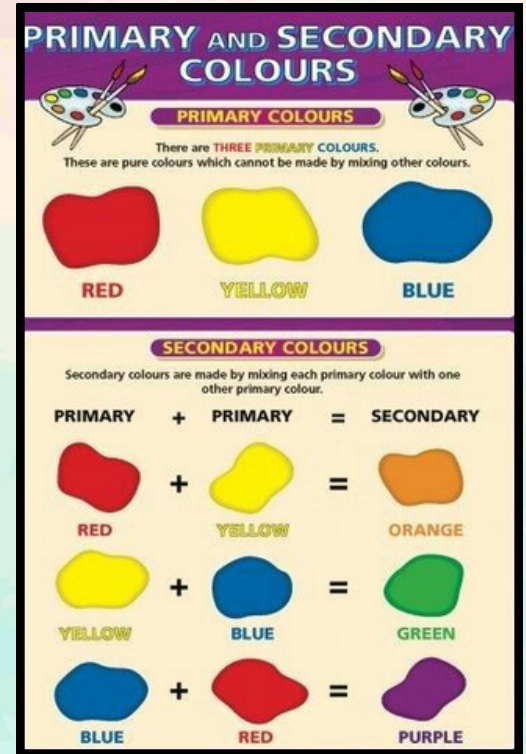 PRIMARY AND SECONDARY
COLOURS
PRIMARY COLOURS
There are THREE PRIMARY COLOURS.
These are pure colours which cannot be made by mixing other colours.
RED YELLOW BLUE
SECONDARY COLOURS
Secondary colours are made by mixing each primary colour with one
other primary colour.
PRIMARY + PRIMARY = SECONDARY
+ =
RED YELLOW ORANGE
+ =
YELLOW BLUE GREEN
+ =
BLUE RED PURPLE